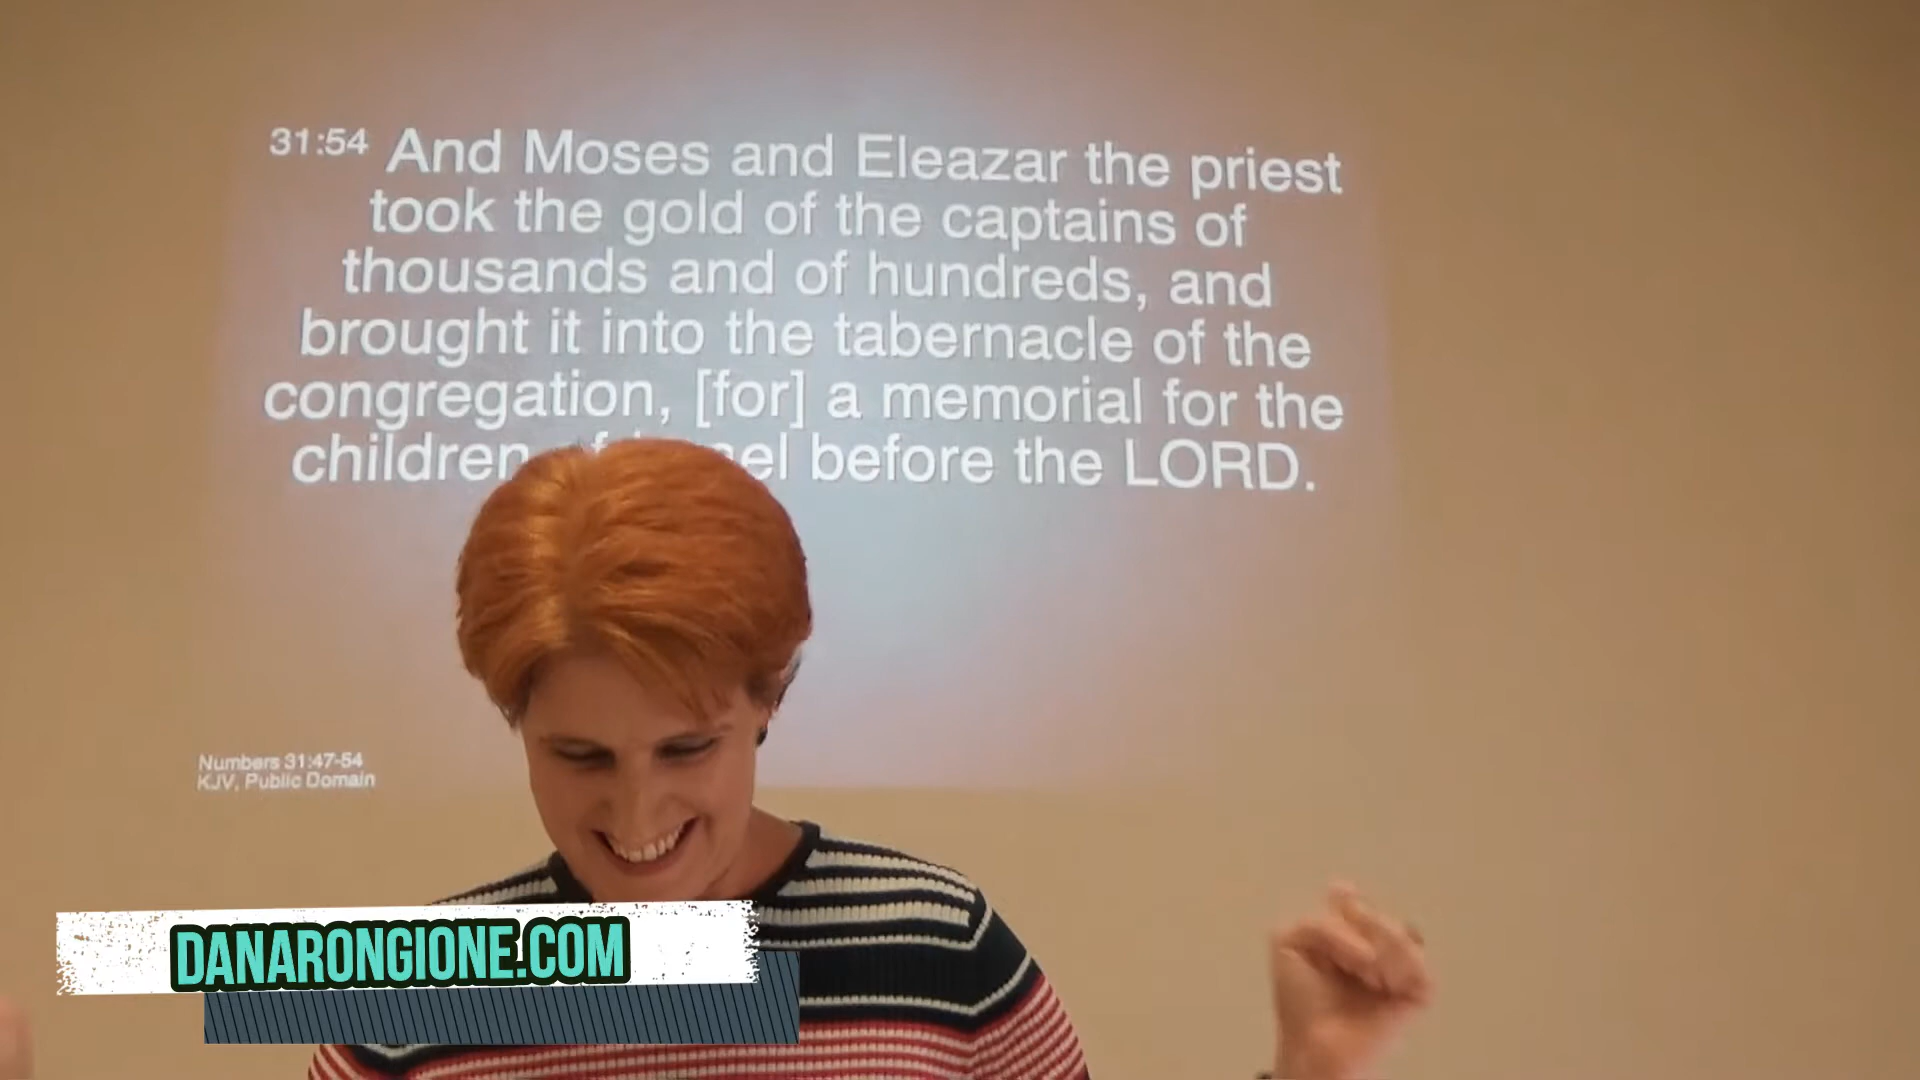 31:54 And Moses and Eleazar the priest
took the gold of the captains of
thousands and of hundreds, and
brought it into the tabernacle of the
congregation, [for] a memorial for the
children before the LORD.
Numbers 31:47-54
KJV, Public Domain
DANARONGIONE.COM